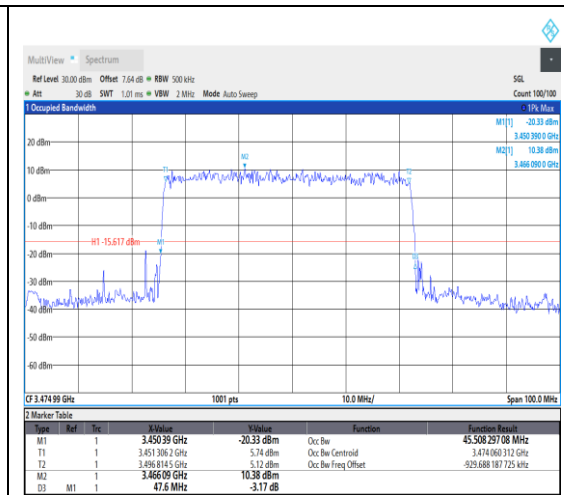 MultiView Spectrum
Ref Level 30.00 dBm Offset 7.64 dB RBW 500 kHz SGL
Att 30 dB SWT 1.01 ms VBW 2 MHz Mode Auto Sweep Count 100/100
1 Occupied Bandwidth 1Pk Max
M1[1] -20.33 dBm
3.450 390 0 GHz
M2[1] 10.38 dBm
3.466 090 0 GHz
20 dBm
M2
10 dBm
T1
0 dBm
-10 dBm
H1 -15.617 dBm
M1
-20 dBm
-30 dBm
-40 dBm
-50 dBm
-60 dBm
CF 3.474 99 GHz 1001 pts 10.0 MHz/ Span 100.0 MHz
2 Marker Table
Type Ref Trc X-Value Y-Value Function Function Result
M1 1 3.450 39 GHz -20.33 dBm Occ Bw 45.508 297 08 MHz
T1 1 3.451 306 2 GHz 5.74 dBm Occ Bw Centroid 3.474 060 312 GHz
T2 1 3.496 814 5 GHz 5.12 dBm Occ Bw Freq Offset -929.688 187 725 kHz
M2 1 3.466 09 GHz 10.38 dBm
D3 M1 1 47.6 MHz -3.17 dB